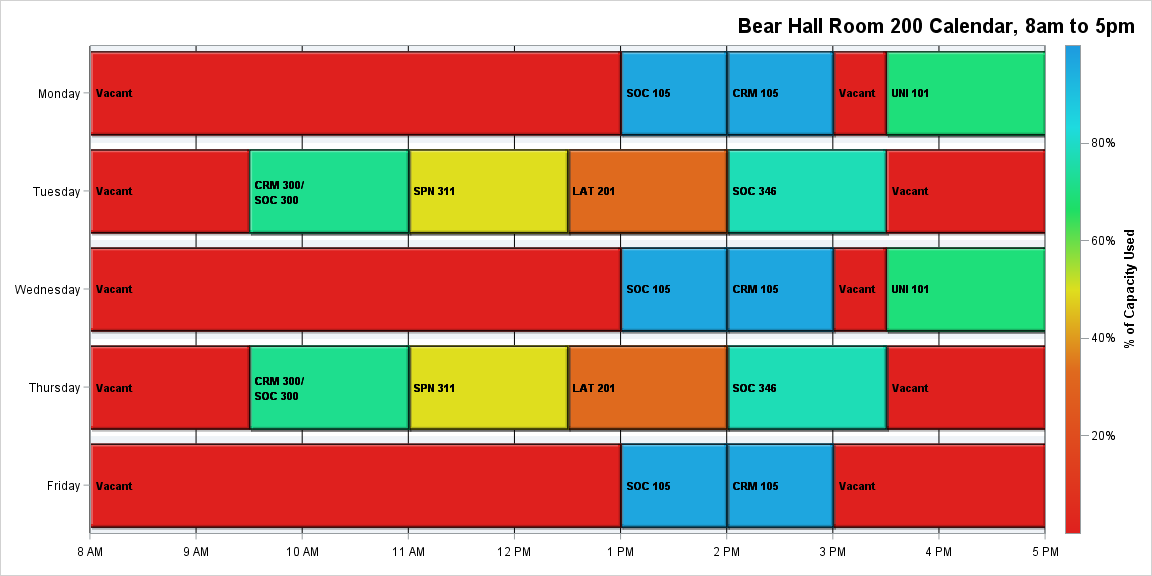 Bear Hall Room 200 Calendar, 8am to 5pm
Monday
Vacant
SOC 105
CRM 105
Vacant
UNI 101
Tuesday
Vacant
CRM 300/
SOC 300
SPN 311
LAT 201
SOC 346
Vacant
Wednesday
Vacant
SOC 105
CRM 105
Vacant
UNI 101
Thursday
Vacant
CRM 300/
SOC 300
SPN 311
LAT 201
SOC 346
Vacant
Friday
Vacant
SOC 105
CRM 105
Vacant
8 AM
9 AM
10 AM
11 AM
12 PM
1 PM
2 PM
3 PM
4 PM
5 PM
80%
60%
40%
20%
% of Capacity Used